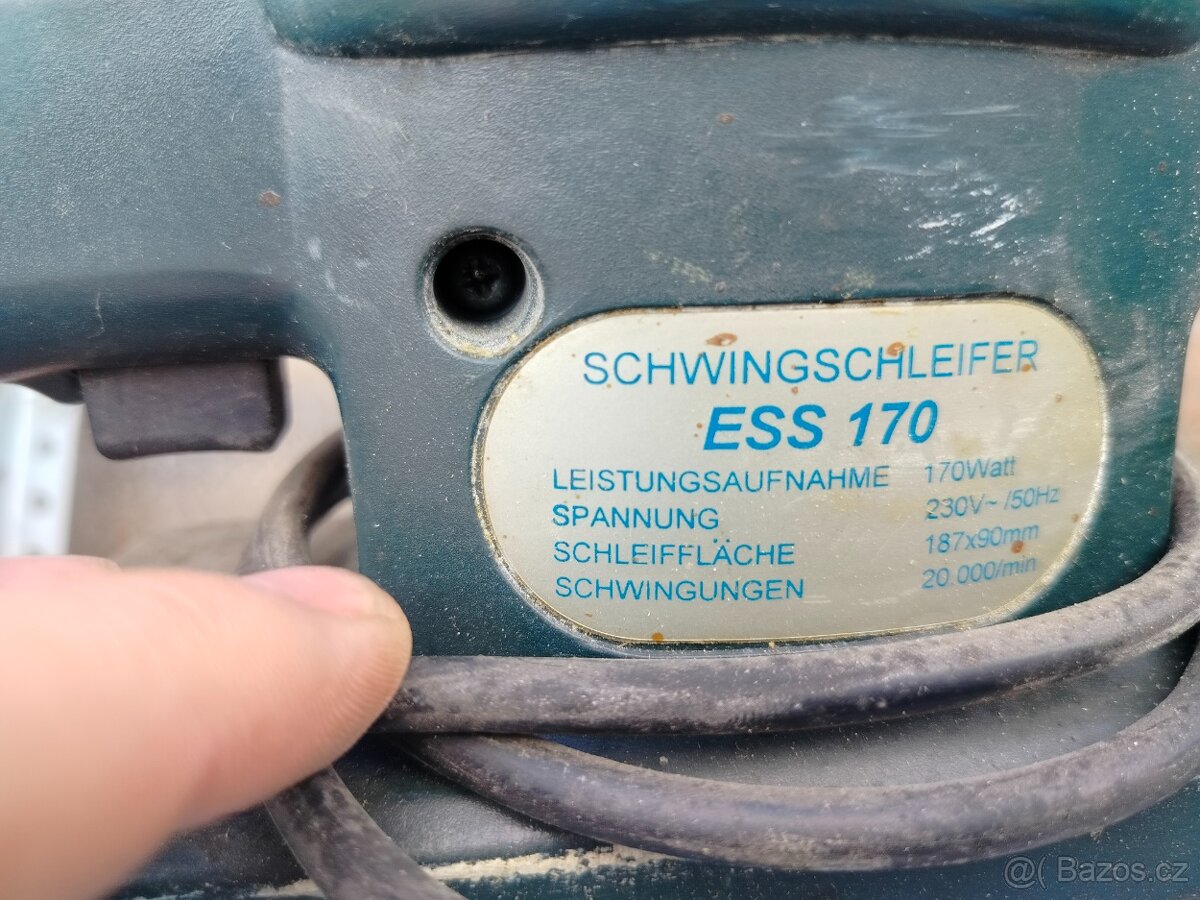 SCHWINGSCHLEIFER
ESS 170
LEISTUNGSAUFNAHME 170Watt
SPANNUNG 230V~ /50Hz
SCHLEIFFLÄCHE 187x90mm
SCHWINGUNGEN 20 000/min
@( Bazos.cz